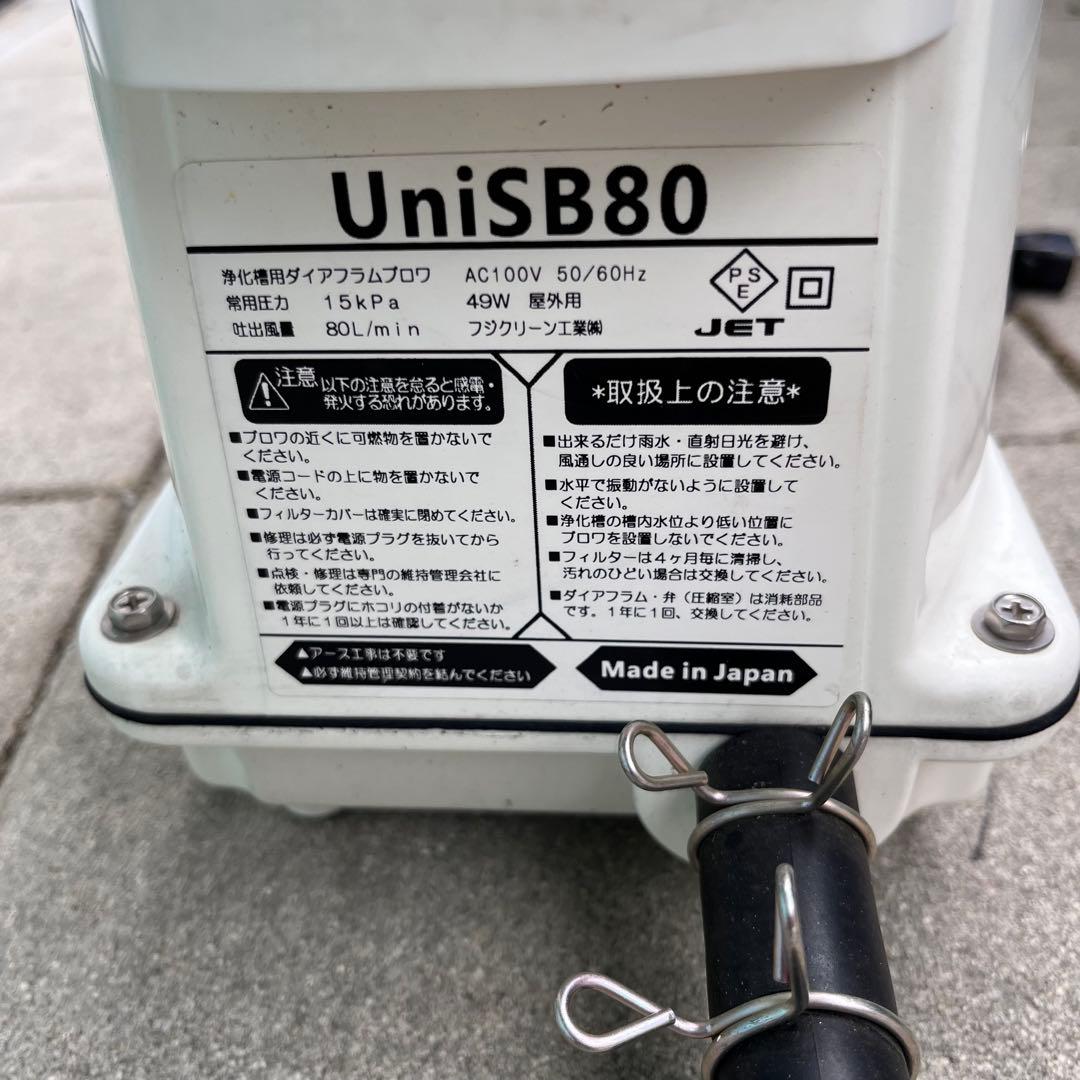 UniSB80
浄化槽用ダイアフラムブロワ AC100V 50/60Hz
常用圧力 15kPa 49W 屋外用
吐出風量 80L/min フジクリーン工業㈱
PSE
JET
注意 以下の注意を怠ると感電・
発火する恐れがあります。
■ブロワの近くに可燃物を置かないで
ください。
■電源コードの上に物を置かないで
ください。
■フィルターカバーは確実に閉めてください。
■修理は必ず電源プラグを抜いてから
行ってください。
■点検・修理は専門の維持管理会社に
依頼してください。
■電源プラグにホコリの付着がないか
1年に1回以上は確認してください。
▲アース工事は不要です
▲必ず維持管理契約を結んでください
*取扱上の注意*
■出来るだけ雨水・直射日光を避け、
風通しの良い場所に設置してください。
■水平で振動がないように設置して
ください。
■浄化槽の槽内水位より低い位置に
ブロワを設置しないでください。
■フィルターは4ヶ月毎に清掃し、
汚れのひどい場合は交換してください。
■ダイアフラム・弁（圧縮室）は消耗部品
です。1年に1回、交換してください。
Made in Japan